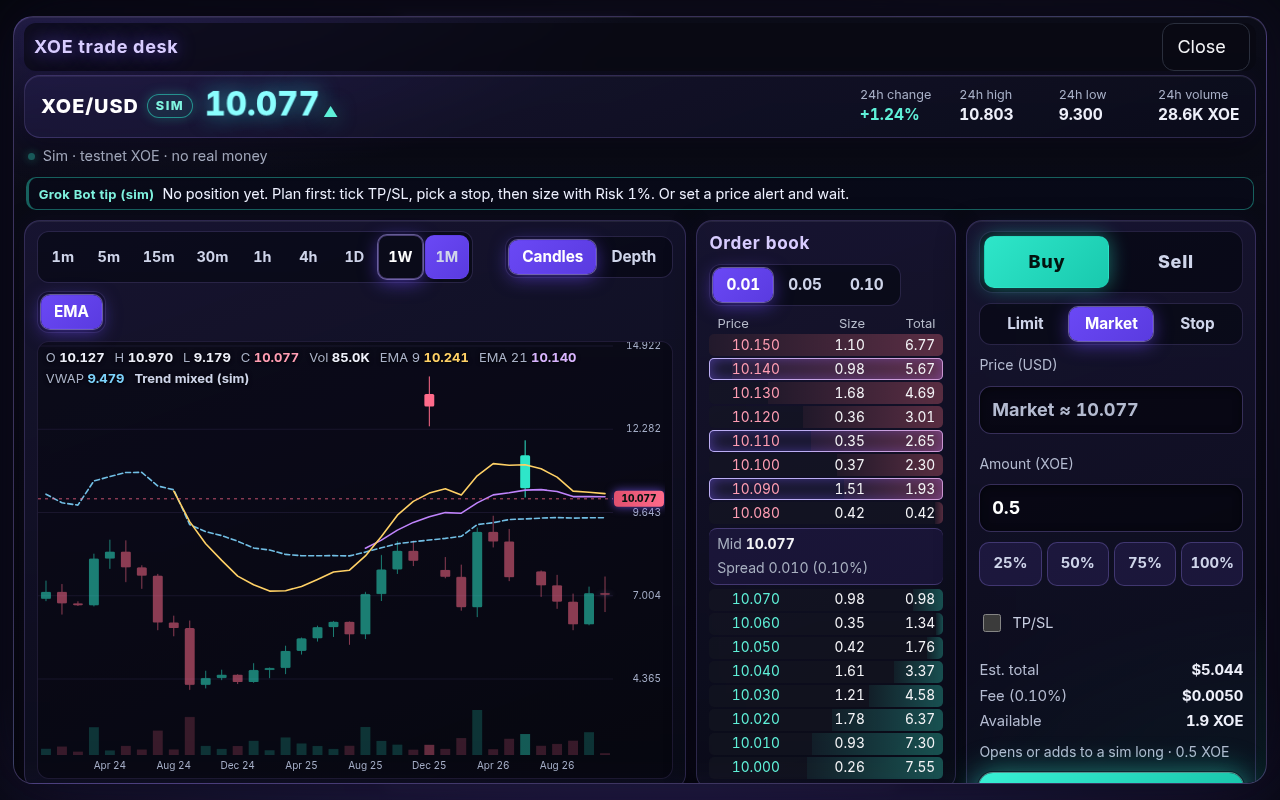 XOE trade desk
Close
XOE/USD SIM 10.077
24h change 24h high 24h low 24h volume
+1.24% 10.803 9.300 28.6K XOE
Sim · testnet XOE · no real money
Grok Bot tip (sim) No position yet. Plan first: tick TP/SL, pick a stop, then size with Risk 1%. Or set a price alert and wait.
1m 5m 15m 30m 1h 4h 1D 1W 1M Candles Depth
EMA
O 10.127 H 10.970 L 9.179 C 10.077 Vol 85.0K EMA 9 10.241 EMA 21 10.140
VWAP 9.479 Trend mixed (sim)
14.922
12.282
10.077
9.643
7.004
4.365
Apr 24 Aug 24 Dec 24 Apr 25 Aug 25 Dec 25 Apr 26 Aug 26
Order book
0.01 0.05 0.10
Price Size Total
10.150 1.10 6.77
10.140 0.98 5.67
10.130 1.68 4.69
10.120 0.36 3.01
10.110 0.35 2.65
10.100 0.37 2.30
10.090 1.51 1.93
10.080 0.42 0.42
Mid 10.077
Spread 0.010 (0.10%)
10.070 0.98 0.98
10.060 0.35 1.34
10.050 0.42 1.76
10.040 1.61 3.37
10.030 1.21 4.58
10.020 1.78 6.37
10.010 0.93 7.30
10.000 0.26 7.55
Buy Sell
Limit Market Stop
Price (USD)
Market ≈ 10.077
Amount (XOE)
0.5
25% 50% 75% 100%
TP/SL
Est. total $5.044
Fee (0.10%) $0.0050
Available 1.9 XOE
Opens or adds to a sim long · 0.5 XOE